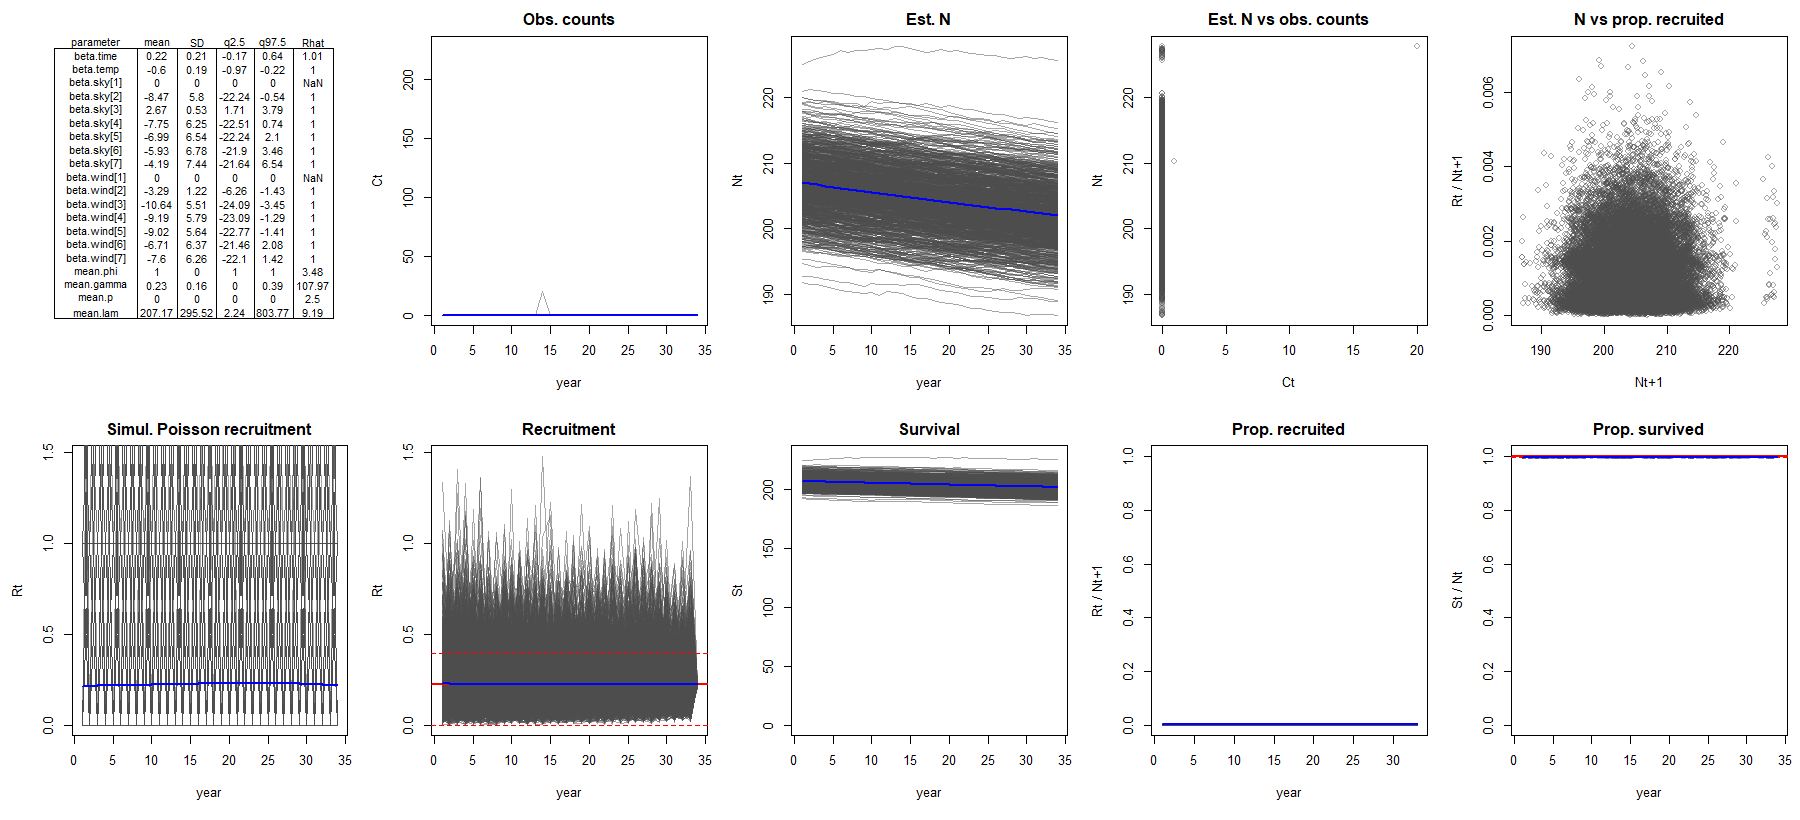 parameter mean SD q2.5 q97.5 Rhat
beta.time 0.22 0.21 -0.17 0.64 1.01
beta.temp -0.6 0.19 -0.97 -0.22 1
beta.sky[1] 0 0 0 0 NaN
beta.sky[2] -8.47 5.8 -22.24 -0.54 1
beta.sky[3] 2.67 0.53 1.71 3.79 1
beta.sky[4] -7.75 6.25 -22.51 0.74 1
beta.sky[5] -6.99 6.54 -22.24 2.1 1
beta.sky[6] -5.93 6.78 -21.9 3.46 1
beta.sky[7] -4.19 7.44 -21.64 6.54 1
beta.wind[1] 0 0 0 0 NaN
beta.wind[2] -3.29 1.22 -6.26 -1.43 1
beta.wind[3] -10.64 5.51 -24.09 -3.45 1
beta.wind[4] -9.19 5.79 -23.09 -1.29 1
beta.wind[5] -9.02 5.64 -22.77 -1.41 1
beta.wind[6] -6.71 6.37 -21.46 2.08 1
beta.wind[7] -7.6 6.26 -22.1 1.42 1
mean.phi 1 0 1 1 3.48
mean.gamma 0.23 0.16 0 0.39 107.97
mean.p 0 0 0 0 2.5
mean.lam 207.17 295.52 2.24 803.77 9.19
Obs. counts
Ct
0 50 100 150 200
0 5 10 15 20 25 30 35
year
Est. N
Nt
190 200 210 220
0 5 10 15 20 25 30 35
year
Est. N vs obs. counts
Nt
190 200 210 220
0 5 10 15 20
Ct
N vs prop. recruited
Rt / Nt+1
0.000 0.002 0.004 0.006
190 200 210 220
Nt+1
Simul. Poisson recruitment
Rt
0.0 0.5 1.0 1.5
0 5 10 15 20 25 30 35
year
Recruitment
Rt
0.0 0.5 1.0 1.5
0 5 10 15 20 25 30 35
year
Survival
St
0 50 100 150 200
0 5 10 15 20 25 30 35
year
Prop. recruited
Rt / Nt+1
0.0 0.2 0.4 0.6 0.8 1.0
0 5 10 15 20 25 30
year
Prop. survived
St / Nt
0.0 0.2 0.4 0.6 0.8 1.0
0 5 10 15 20 25 30 35
year